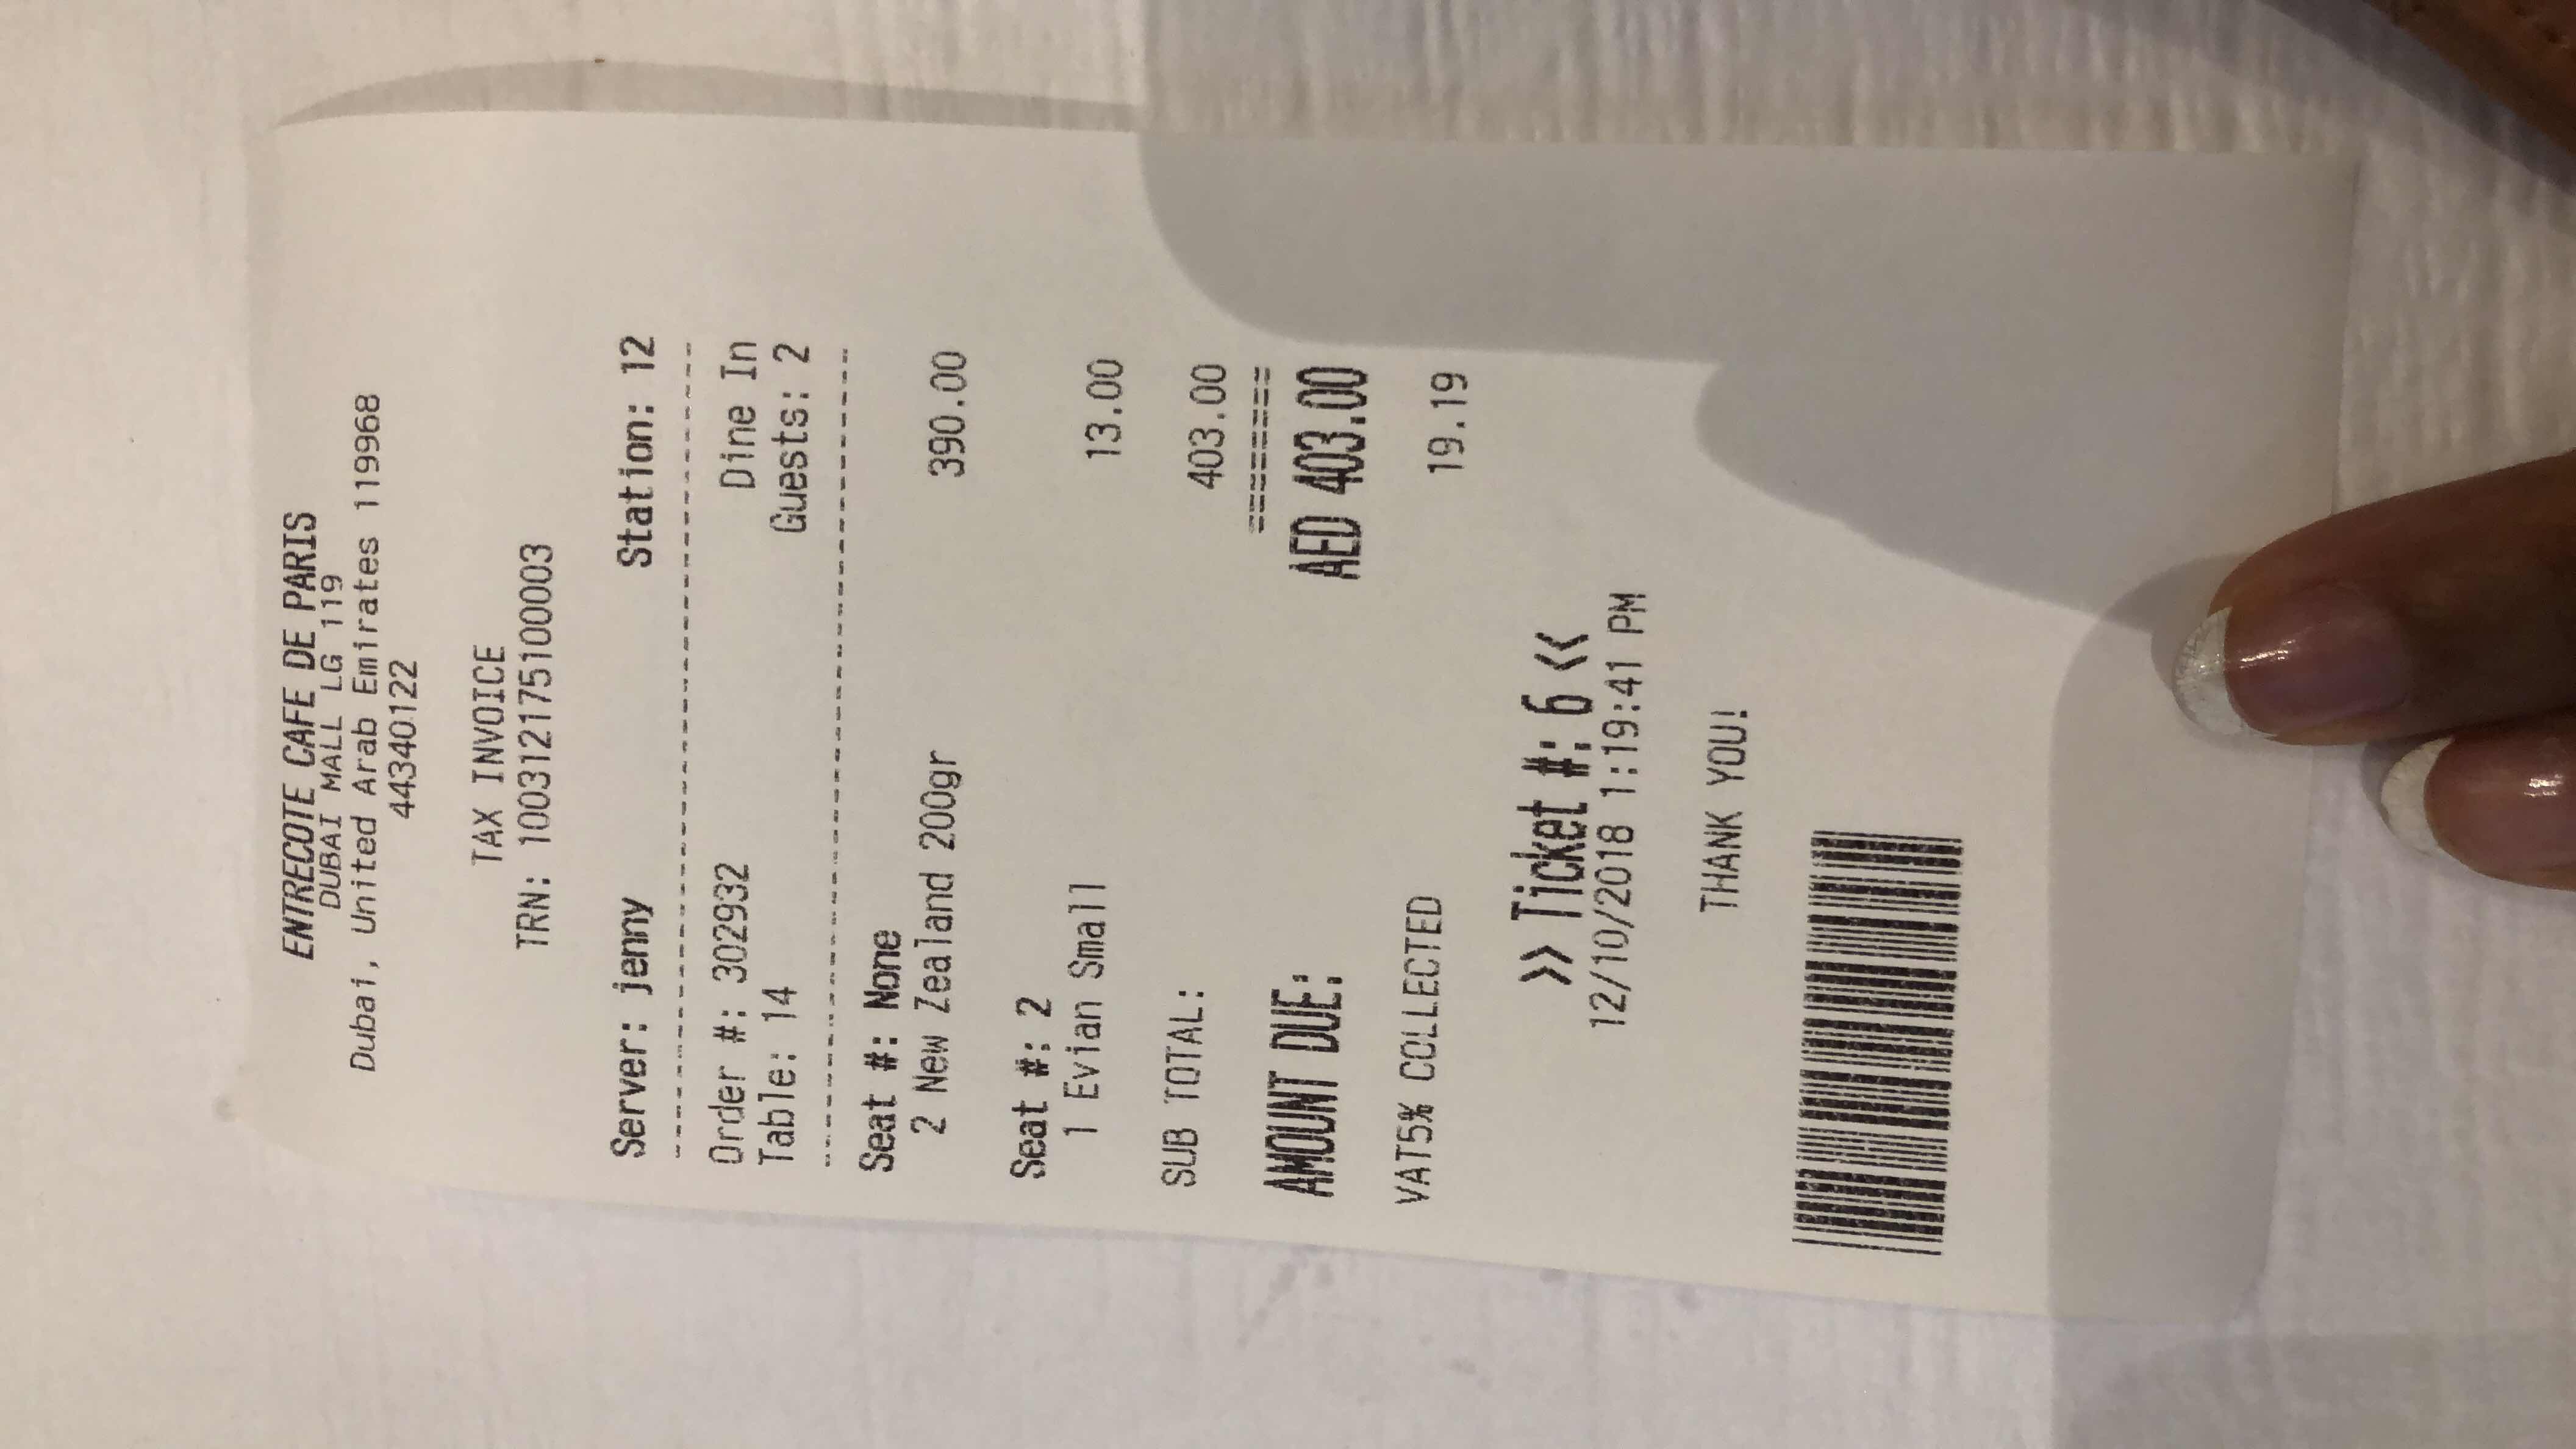 ENTRECOTE CAFE DE PARIS
DUBAI MALL LG 119
Dubai, United Arab Emirates 119968
44340122
TAX INVOICE
TRN: 100312175100003
Server: jenny Station: 12
Order #: 302932 Dine In
Table: 14 Guests: 2
Seat #: None
2 New Zealand 200gr 390.00
Seat #: 2
1 Evian Small 13.00
SUB TOTAL: 403.00
AMOUNT DUE: AED 403.00
VAT5% COLLECTED 19.19
>> Ticket #: 6 <<
12/10/2018 1:19:41 PM
THANK YOU!